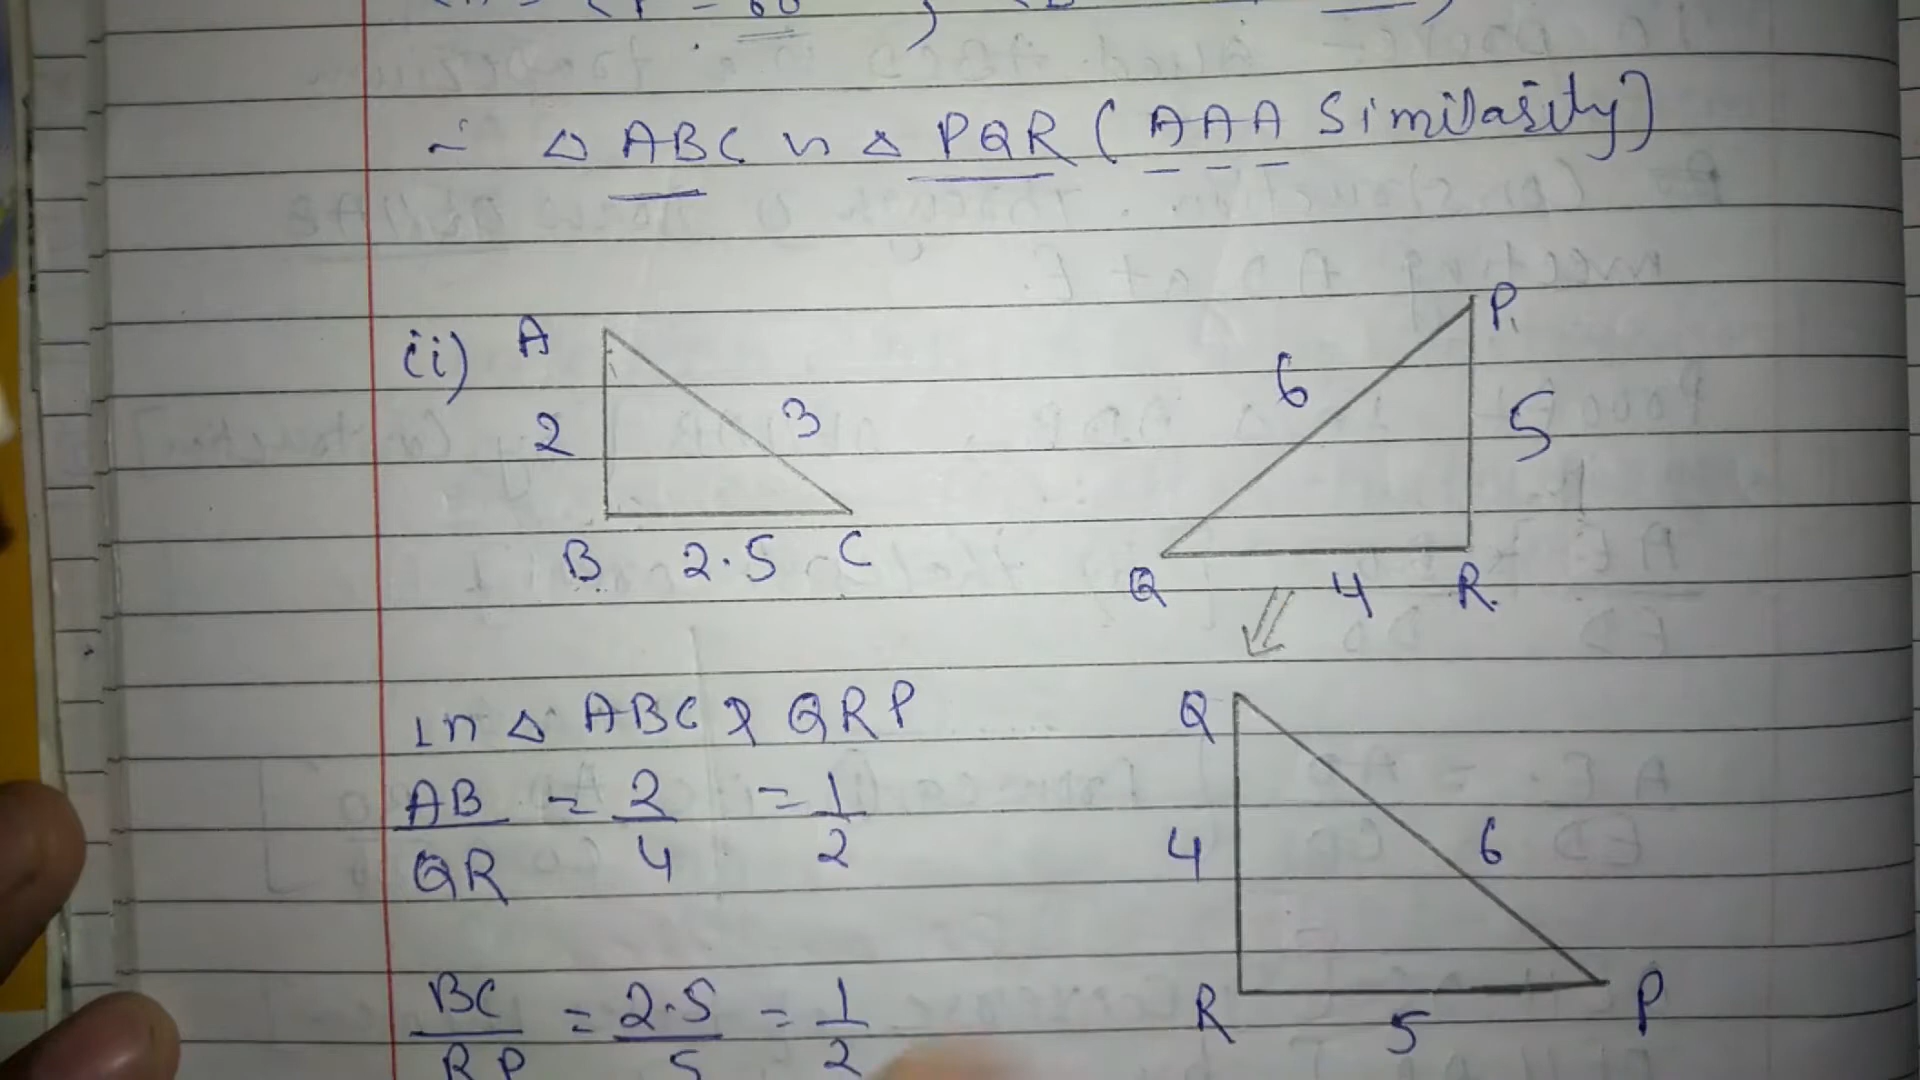 ∴ △ ABC ~ △ PQR ( AAA Similarity)
(ii) A
P
2
3
6
5
B 2.5 C
Q 4 R
In △ ABC & QRP
Q
AB/QR = 2/4 = 1/2
4
6
BC/RP = 2.5/5 = 1/2
R 5 P